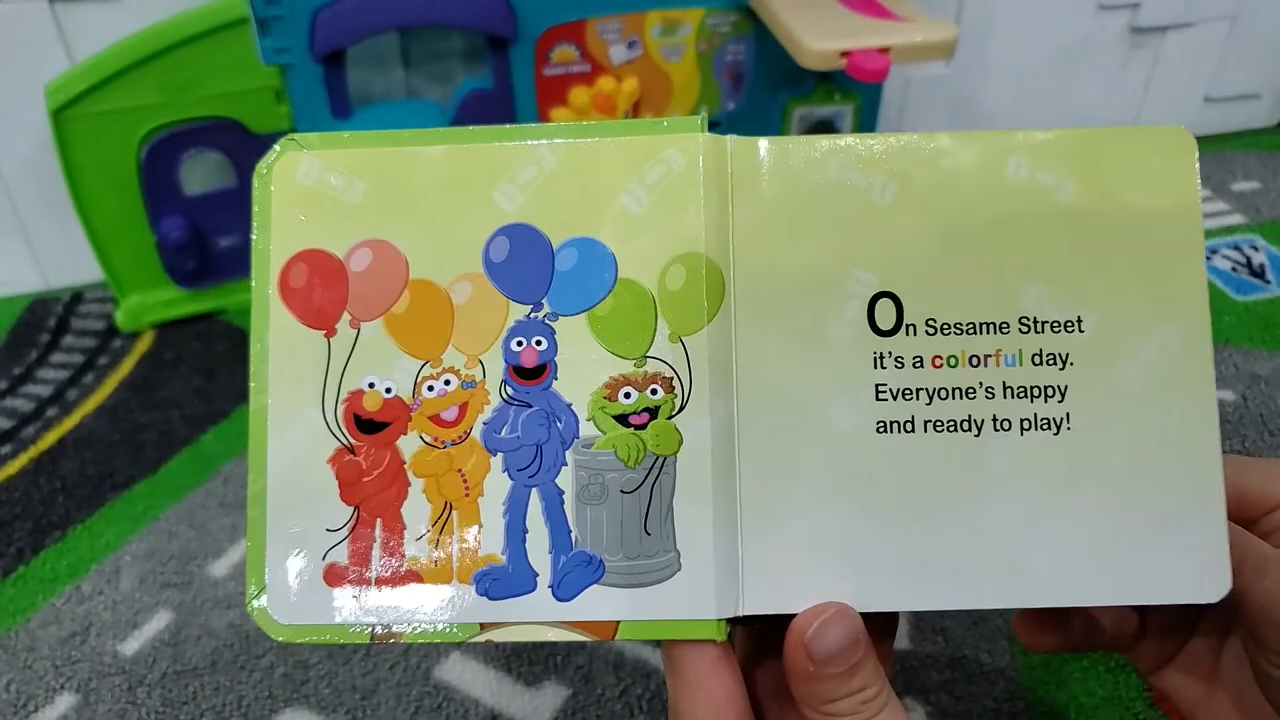 On Sesame Street
it's a colorful day.
Everyone's happy
and ready to play!